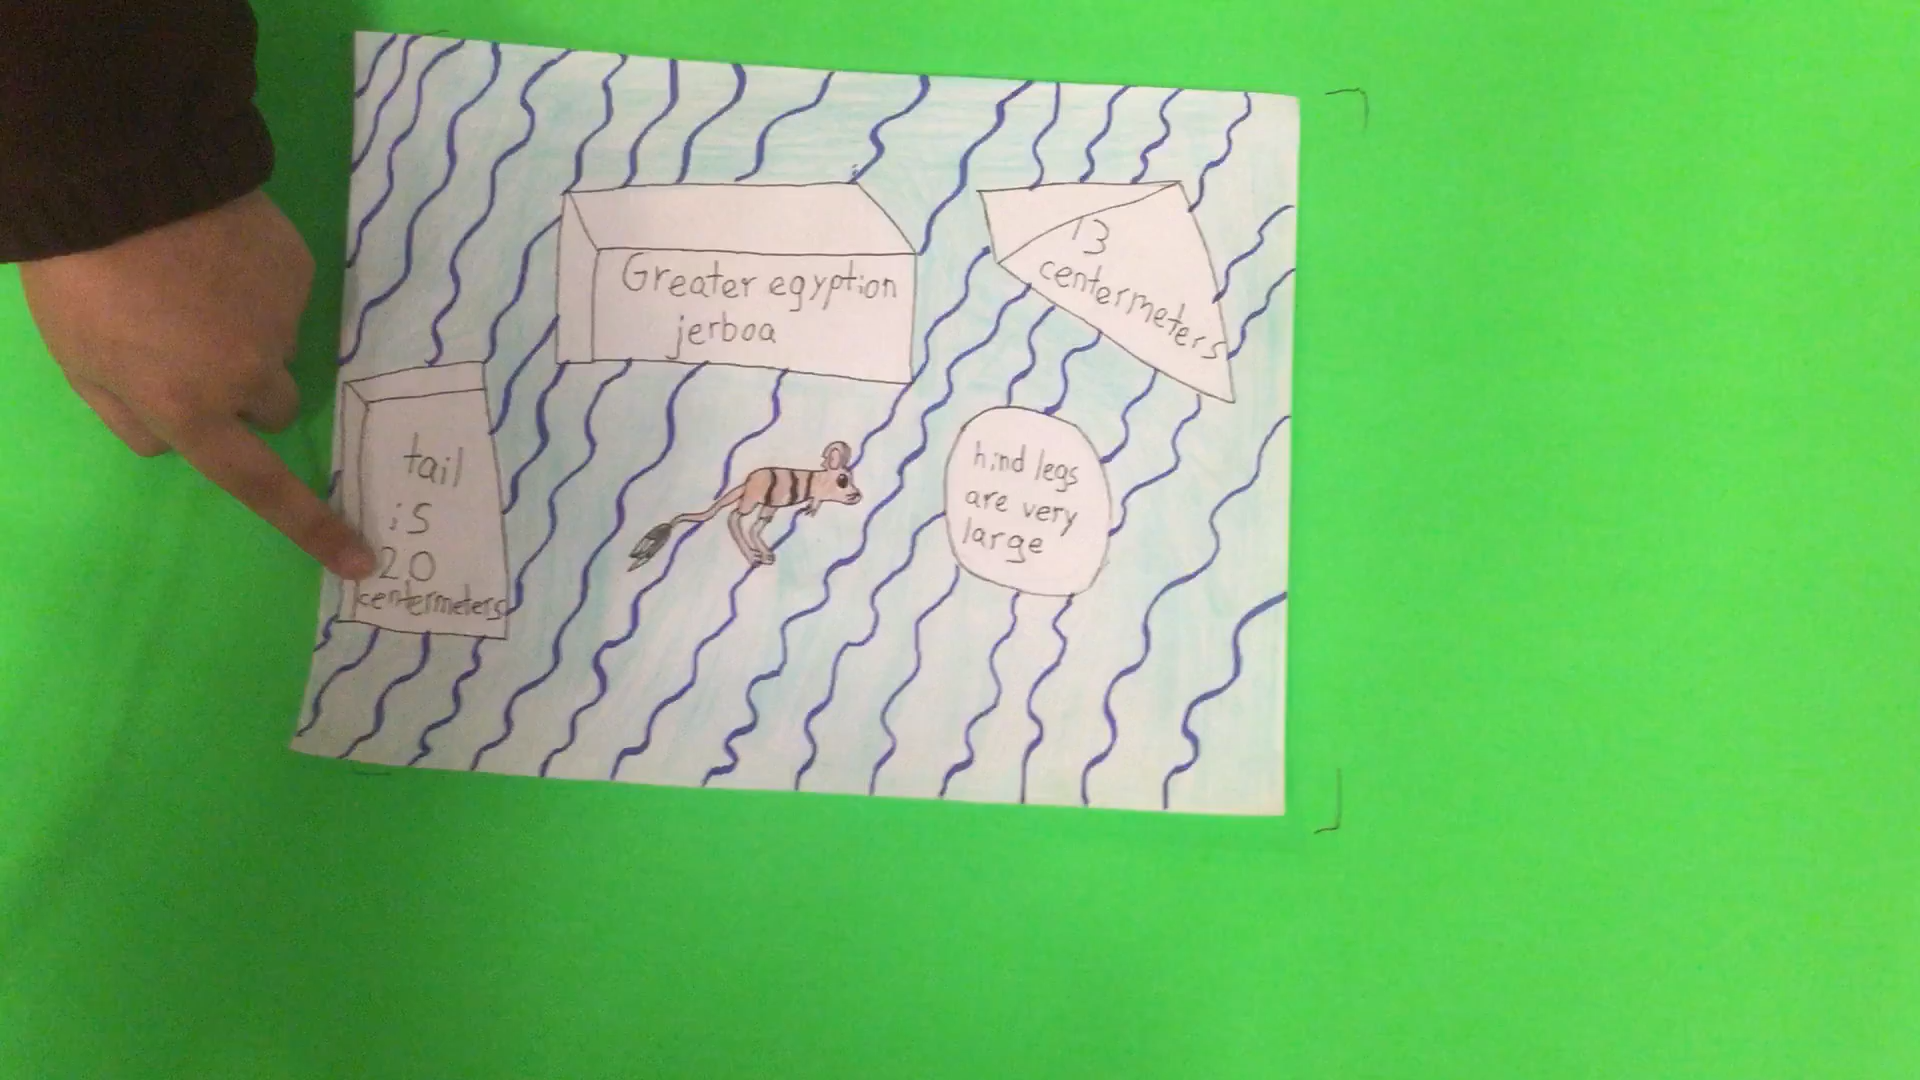 Greater egyption
jerboa
13
centermeters
tail
is
20
centermeters
hind legs
are very
large